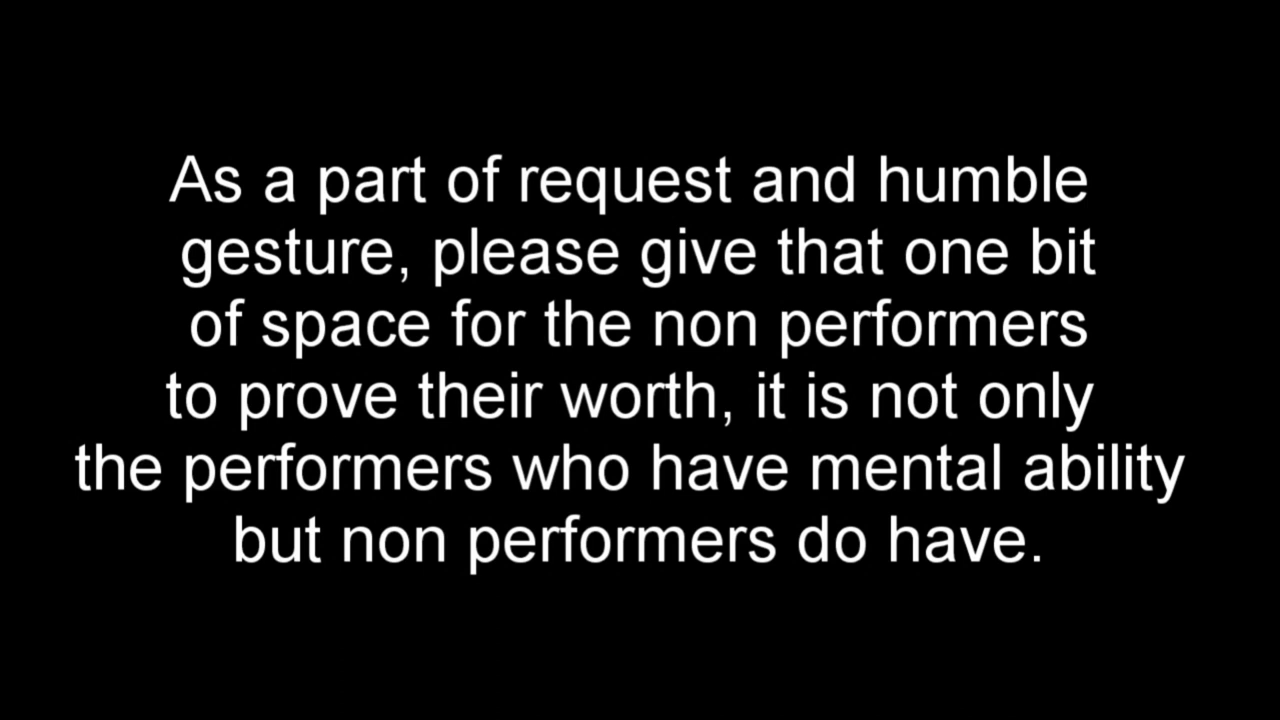 As a part of request and humble
gesture, please give that one bit
of space for the non performers
to prove their worth, it is not only
the performers who have mental ability
but non performers do have.